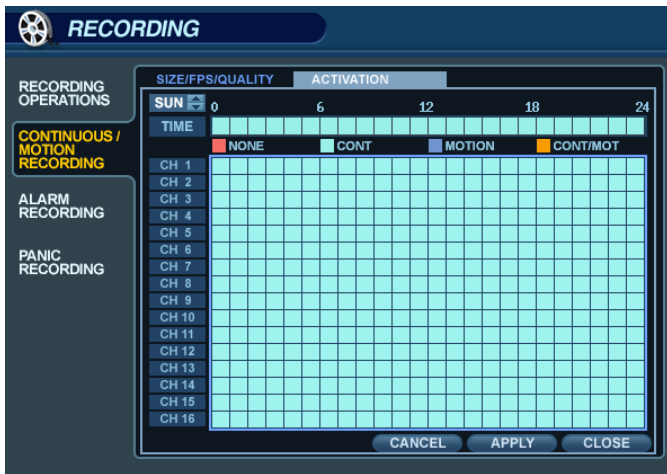 RECORDING
RECORDING
OPERATIONS
CONTINUOUS /
MOTION
RECORDING
ALARM
RECORDING
PANIC
RECORDING
SIZE/FPS/QUALITY ACTIVATION
SUN 0 6 12 18 24
TIME
NONE CONT MOTION CONT/MOT
CH 1
CH 2
CH 3
CH 4
CH 5
CH 6
CH 7
CH 8
CH 9
CH 10
CH 11
CH 12
CH 13
CH 14
CH 15
CH 16
CANCEL APPLY CLOSE